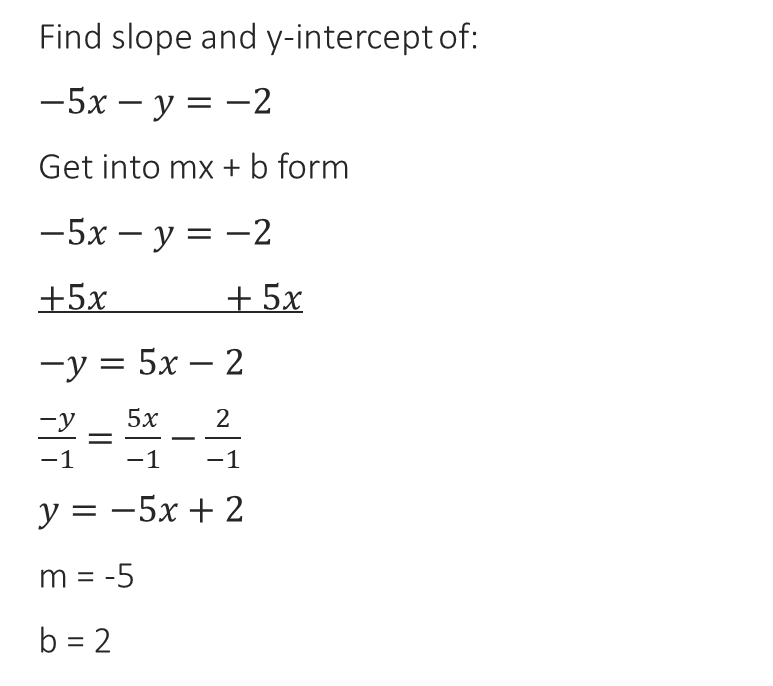 Find slope and y-intercept of:
−5x − y = −2
Get into mx + b form
−5x − y = −2
+5x + 5x
−y = 5x − 2
−y/−1 = 5x/−1 − 2/−1
y = −5x + 2
m = -5
b = 2